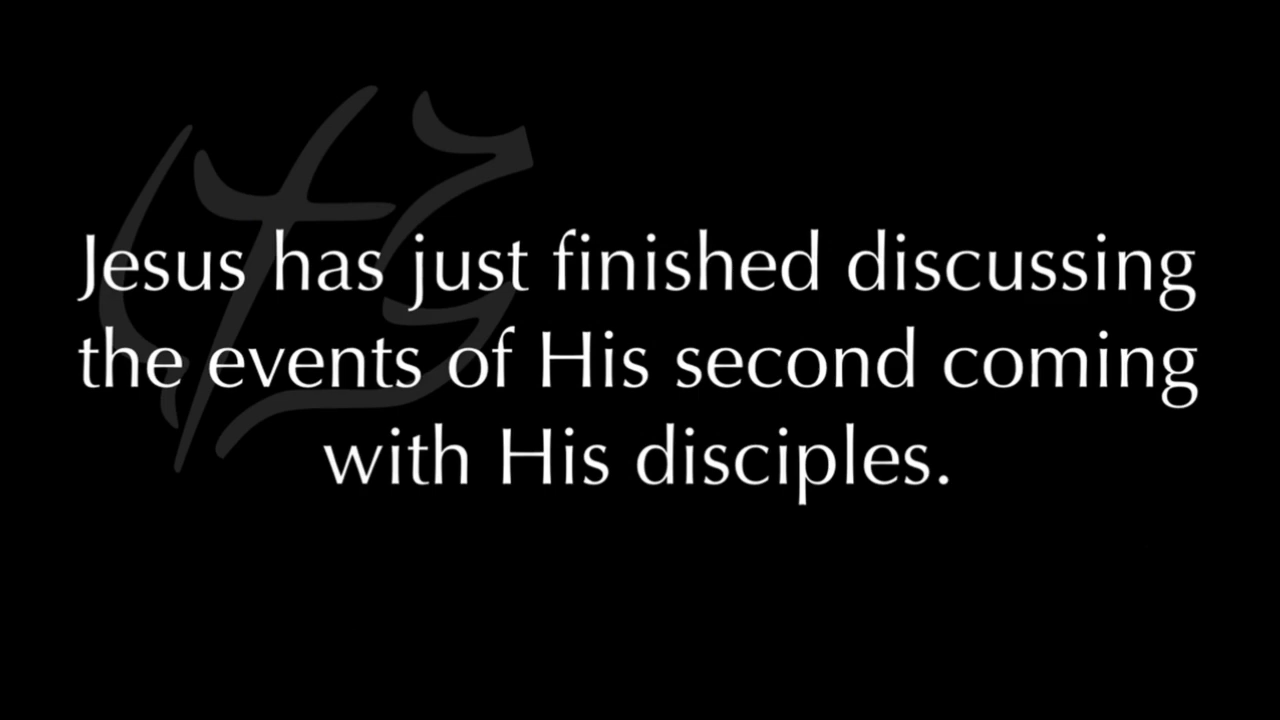 Jesus has just finished discussing
the events of His second coming
with His disciples.